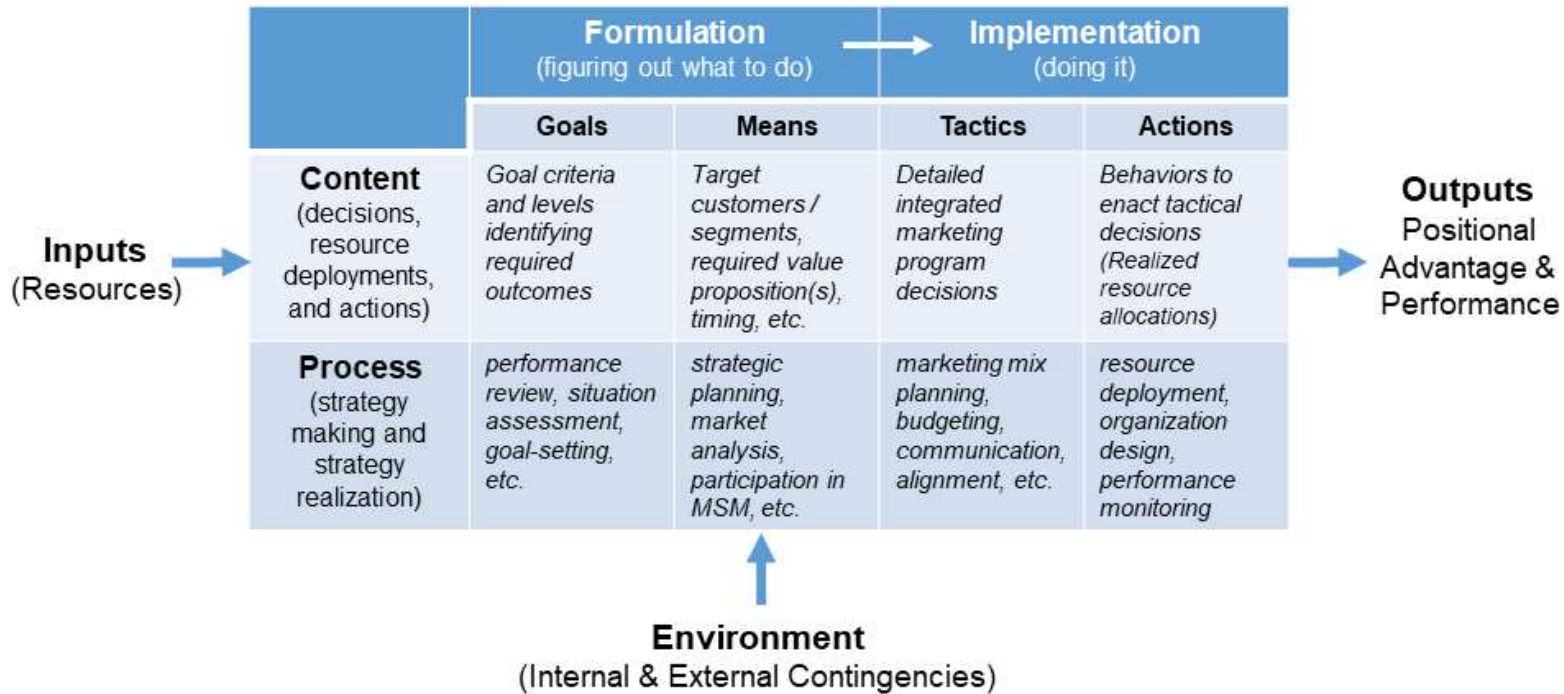 Formulation
(figuring out what to do)
Implementation
(doing it)
Goals
Means
Tactics
Actions
Content
(decisions,
resource
deployments,
and actions)
Goal criteria
and levels
identifying
required
outcomes
Target
customers /
segments,
required value
proposition(s),
timing, etc.
Detailed
integrated
marketing
program
decisions
Behaviors to
enact tactical
decisions
(Realized
resource
allocations)
Process
(strategy
making and
strategy
realization)
performance
review, situation
assessment,
goal-setting,
etc.
strategic
planning,
market
analysis,
participation in
MSM, etc.
marketing mix
planning,
budgeting,
communication,
alignment, etc.
resource
deployment,
organization
design,
performance
monitoring
Inputs
(Resources)
Outputs
Positional
Advantage &
Performance
Environment
(Internal & External Contingencies)